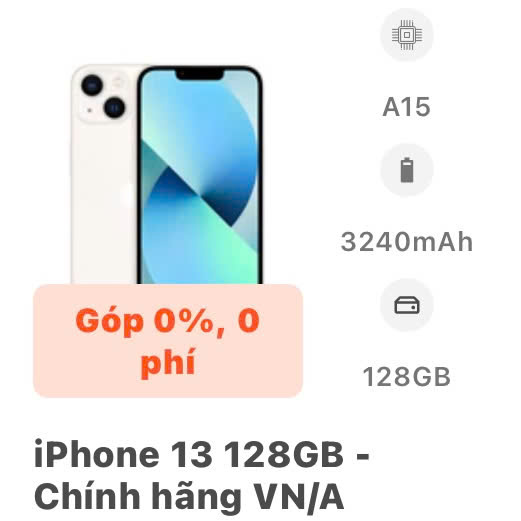 A15
3240mAh
128GB
Góp 0%, 0
phí
iPhone 13 128GB -
Chính hãng VN/A